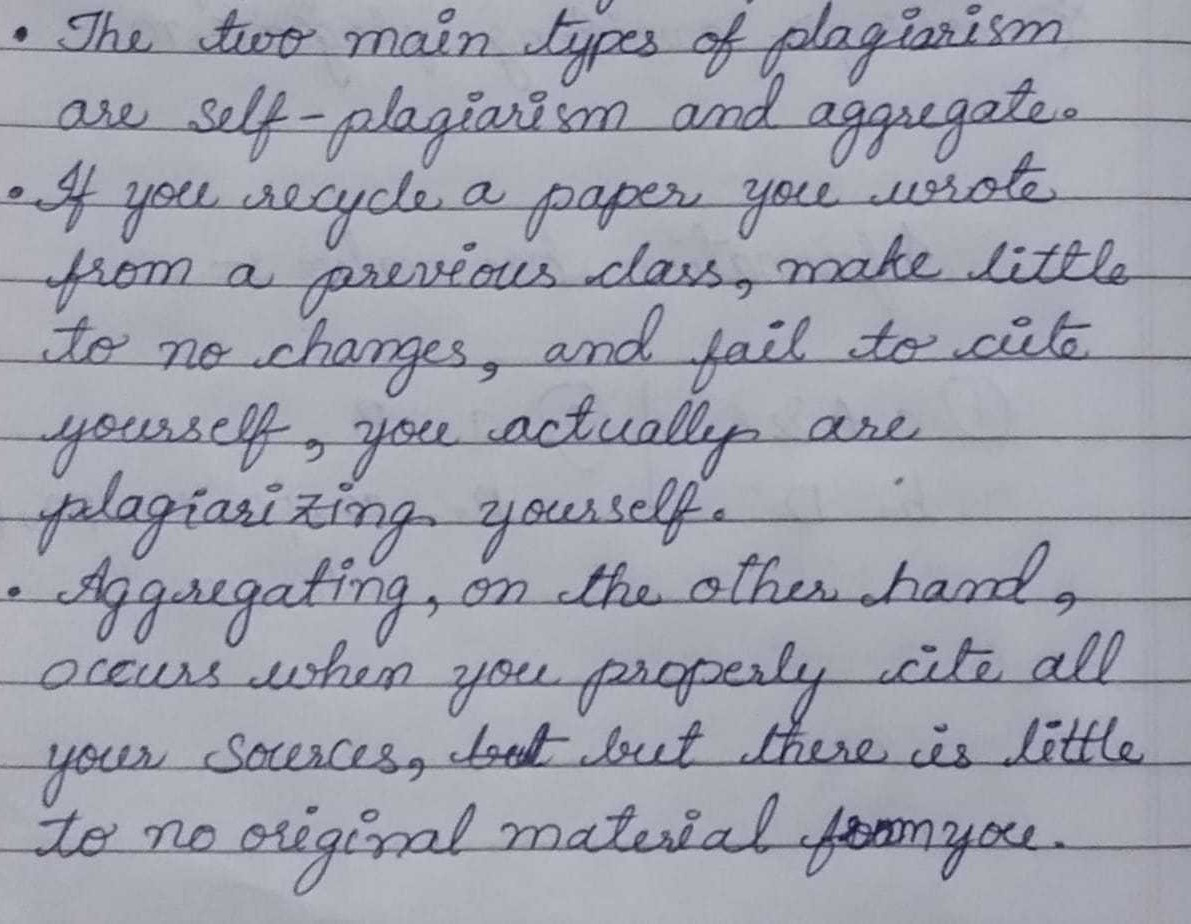 • The two main types of plagiarism
are self-plagiarism and aggregate.
• If you recycle a paper you wrote
from a previous class, make little
to no changes, and fail to cite
yourself, you actually are
plagiarizing yourself.
• Aggregating, on the other hand,
occurs when you properly cite all
your sources, but but there is little
to no original material from you.